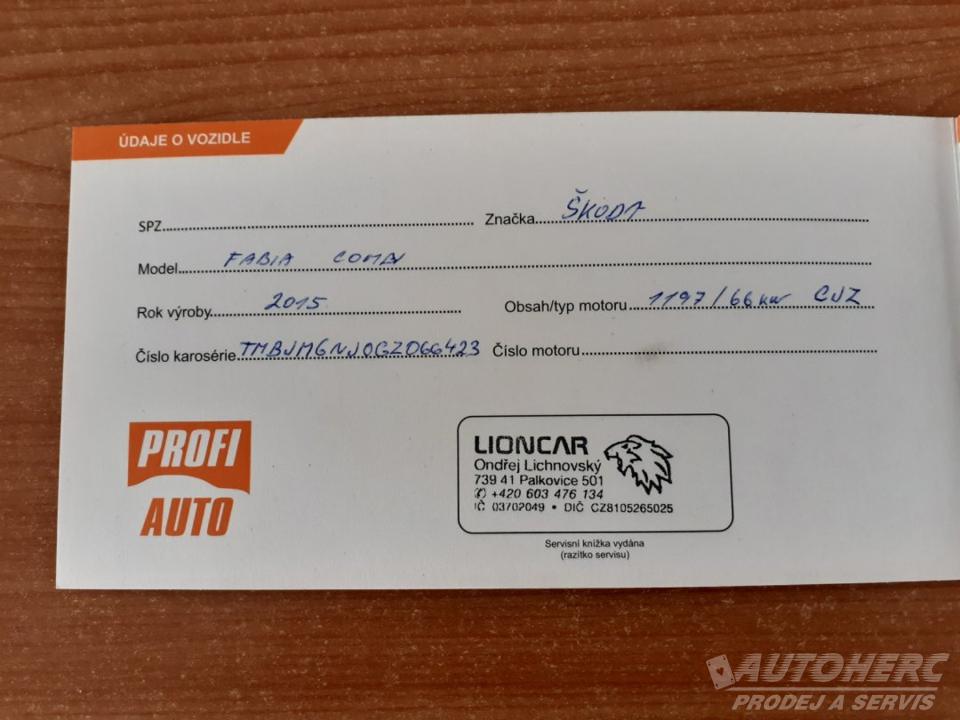 ÚDAJE O VOZIDLE
SPZ........ Značka........ ŠKODA
Model........ FABIA COMBI
Rok výroby........ 2015 Obsah/typ motoru........ 1197/66kw CJZ
Číslo karosérie........ TMBJM6NJ0GZ066423 Číslo motoru........
PROFI
AUTO
LIONCAR
Ondřej Lichnovský
739 41 Palkovice 501
✆ +420 603 476 134
IČ 03702049 • DIČ CZ8105265025
Servisní knížka vydána
(razítko servisu)
AUTOHERC
PRODEJ A SERVIS